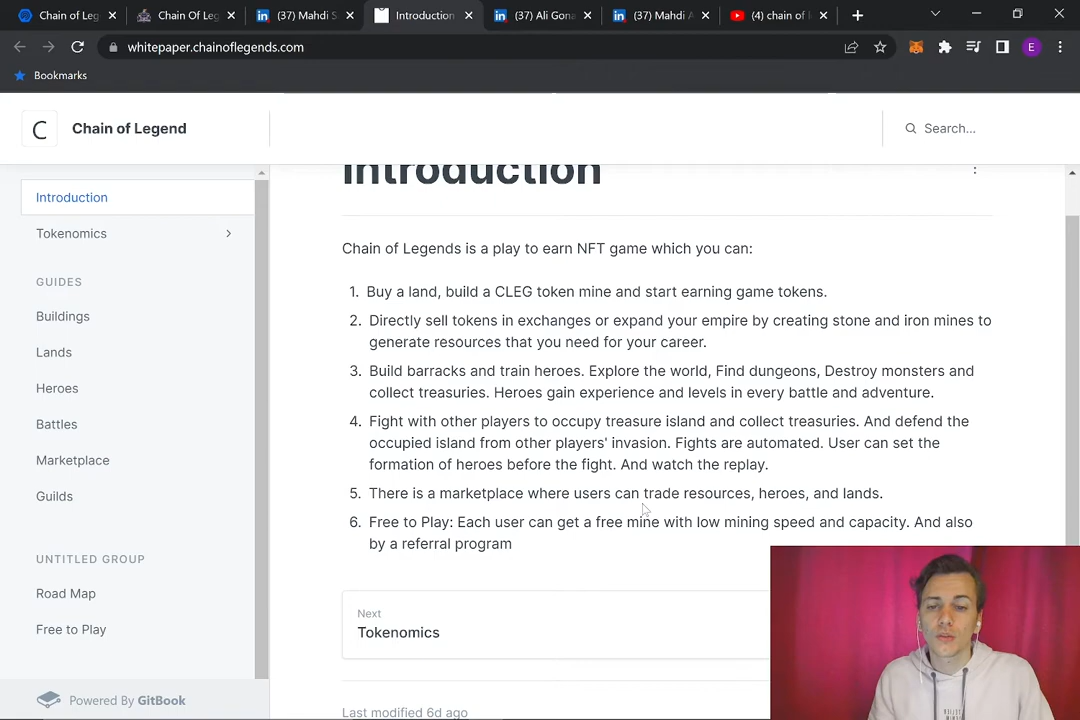 Chain of Leg
Chain Of Leg
(37) Mahdi S
Introduction
(37) Ali Gona
(37) Mahdi A
(4) chain of l
whitepaper.chainoflegends.com
E
Bookmarks
C
Chain of Legend
Search...
Introduction
Tokenomics
GUIDES
Buildings
Lands
Heroes
Battles
Marketplace
Guilds
UNTITLED GROUP
Road Map
Free to Play
Powered By GitBook
Introduction
Chain of Legends is a play to earn NFT game which you can:
1. Buy a land, build a CLEG token mine and start earning game tokens.
2. Directly sell tokens in exchanges or expand your empire by creating stone and iron mines to
generate resources that you need for your career.
3. Build barracks and train heroes. Explore the world, Find dungeons, Destroy monsters and
collect treasuries. Heroes gain experience and levels in every battle and adventure.
4. Fight with other players to occupy treasure island and collect treasuries. And defend the
occupied island from other players' invasion. Fights are automated. User can set the
formation of heroes before the fight. And watch the replay.
5. There is a marketplace where users can trade resources, heroes, and lands.
6. Free to Play: Each user can get a free mine with low mining speed and capacity. And also
by a referral program
Next
Tokenomics
Last modified 6d ago